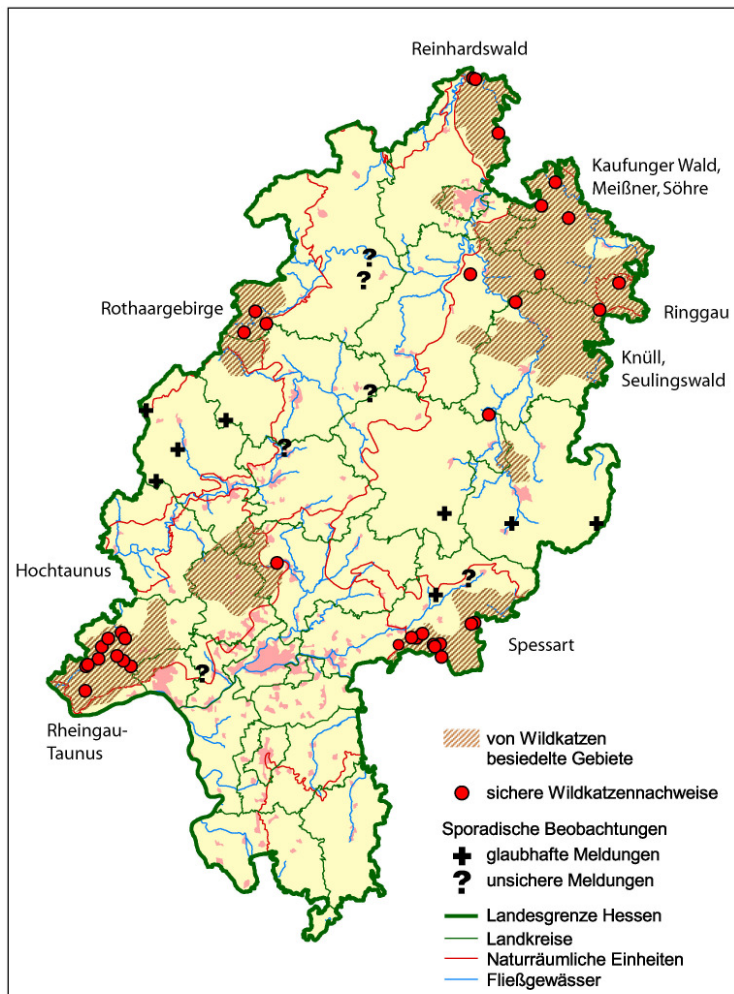 Reinhardswald
Kaufunger Wald,
Meißner, Söhre
Rothaargebirge
Ringgau
Knüll,
Seulingswald
Hochtaunus
Spessart
Rheingau-
Taunus
von Wildkatzen
besiedelte Gebiete
sichere Wildkatzennachweise
Sporadische Beobachtungen
glaubhafte Meldungen
? unsichere Meldungen
Landesgrenze Hessen
Landkreise
Naturräumliche Einheiten
Fließgewässer